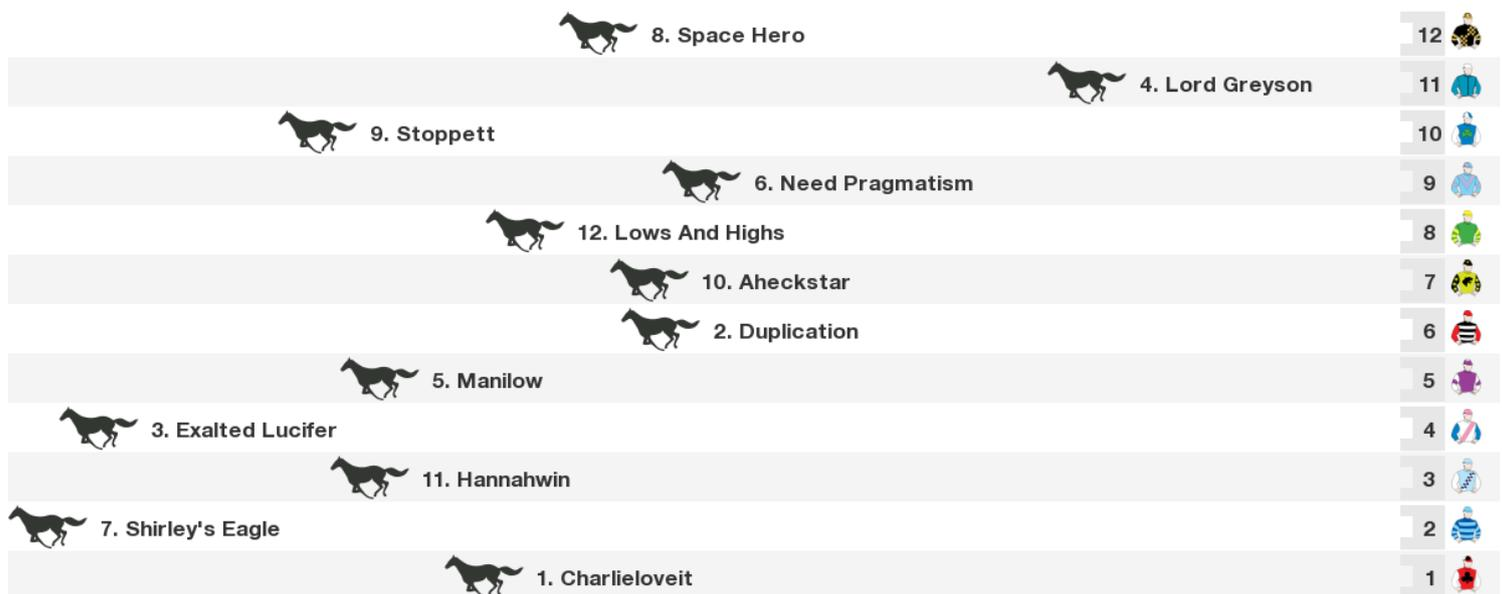 8. Space Hero 12
4. Lord Greyson 11
9. Stoppett 10
6. Need Pragmatism 9
12. Lows And Highs 8
10. Aheckstar 7
2. Duplication 6
5. Manilow 5
3. Exalted Lucifer 4
11. Hannahwin 3
7. Shirley's Eagle 2
1. Charlieloveit 1